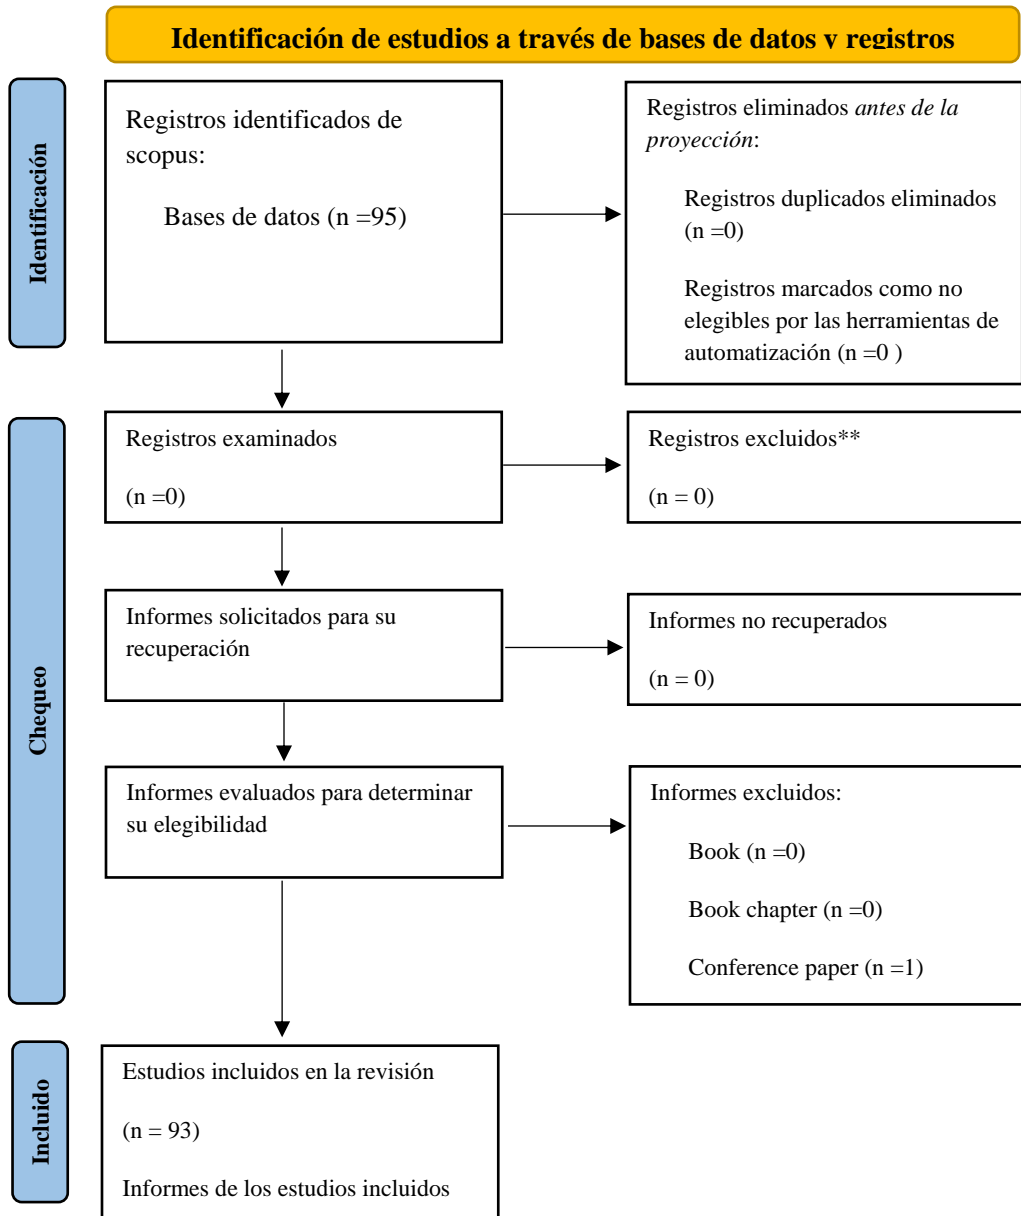 Identificación de estudios a través de bases de datos y registros
Identificación
Registros identificados de
scopus:
Bases de datos (n =95)
Registros eliminados antes de la
proyección:
Registros duplicados eliminados
(n =0)
Registros marcados como no
elegibles por las herramientas de
automatización (n =0 )
Chequeo
Registros examinados
(n =0)
Registros excluidos**
(n = 0)
Informes solicitados para su
recuperación
Informes no recuperados
(n = 0)
Informes evaluados para determinar
su elegibilidad
Informes excluidos:
Book (n =0)
Book chapter (n =0)
Conference paper (n =1)
Incluido
Estudios incluidos en la revisión
(n = 93)
Informes de los estudios incluidos